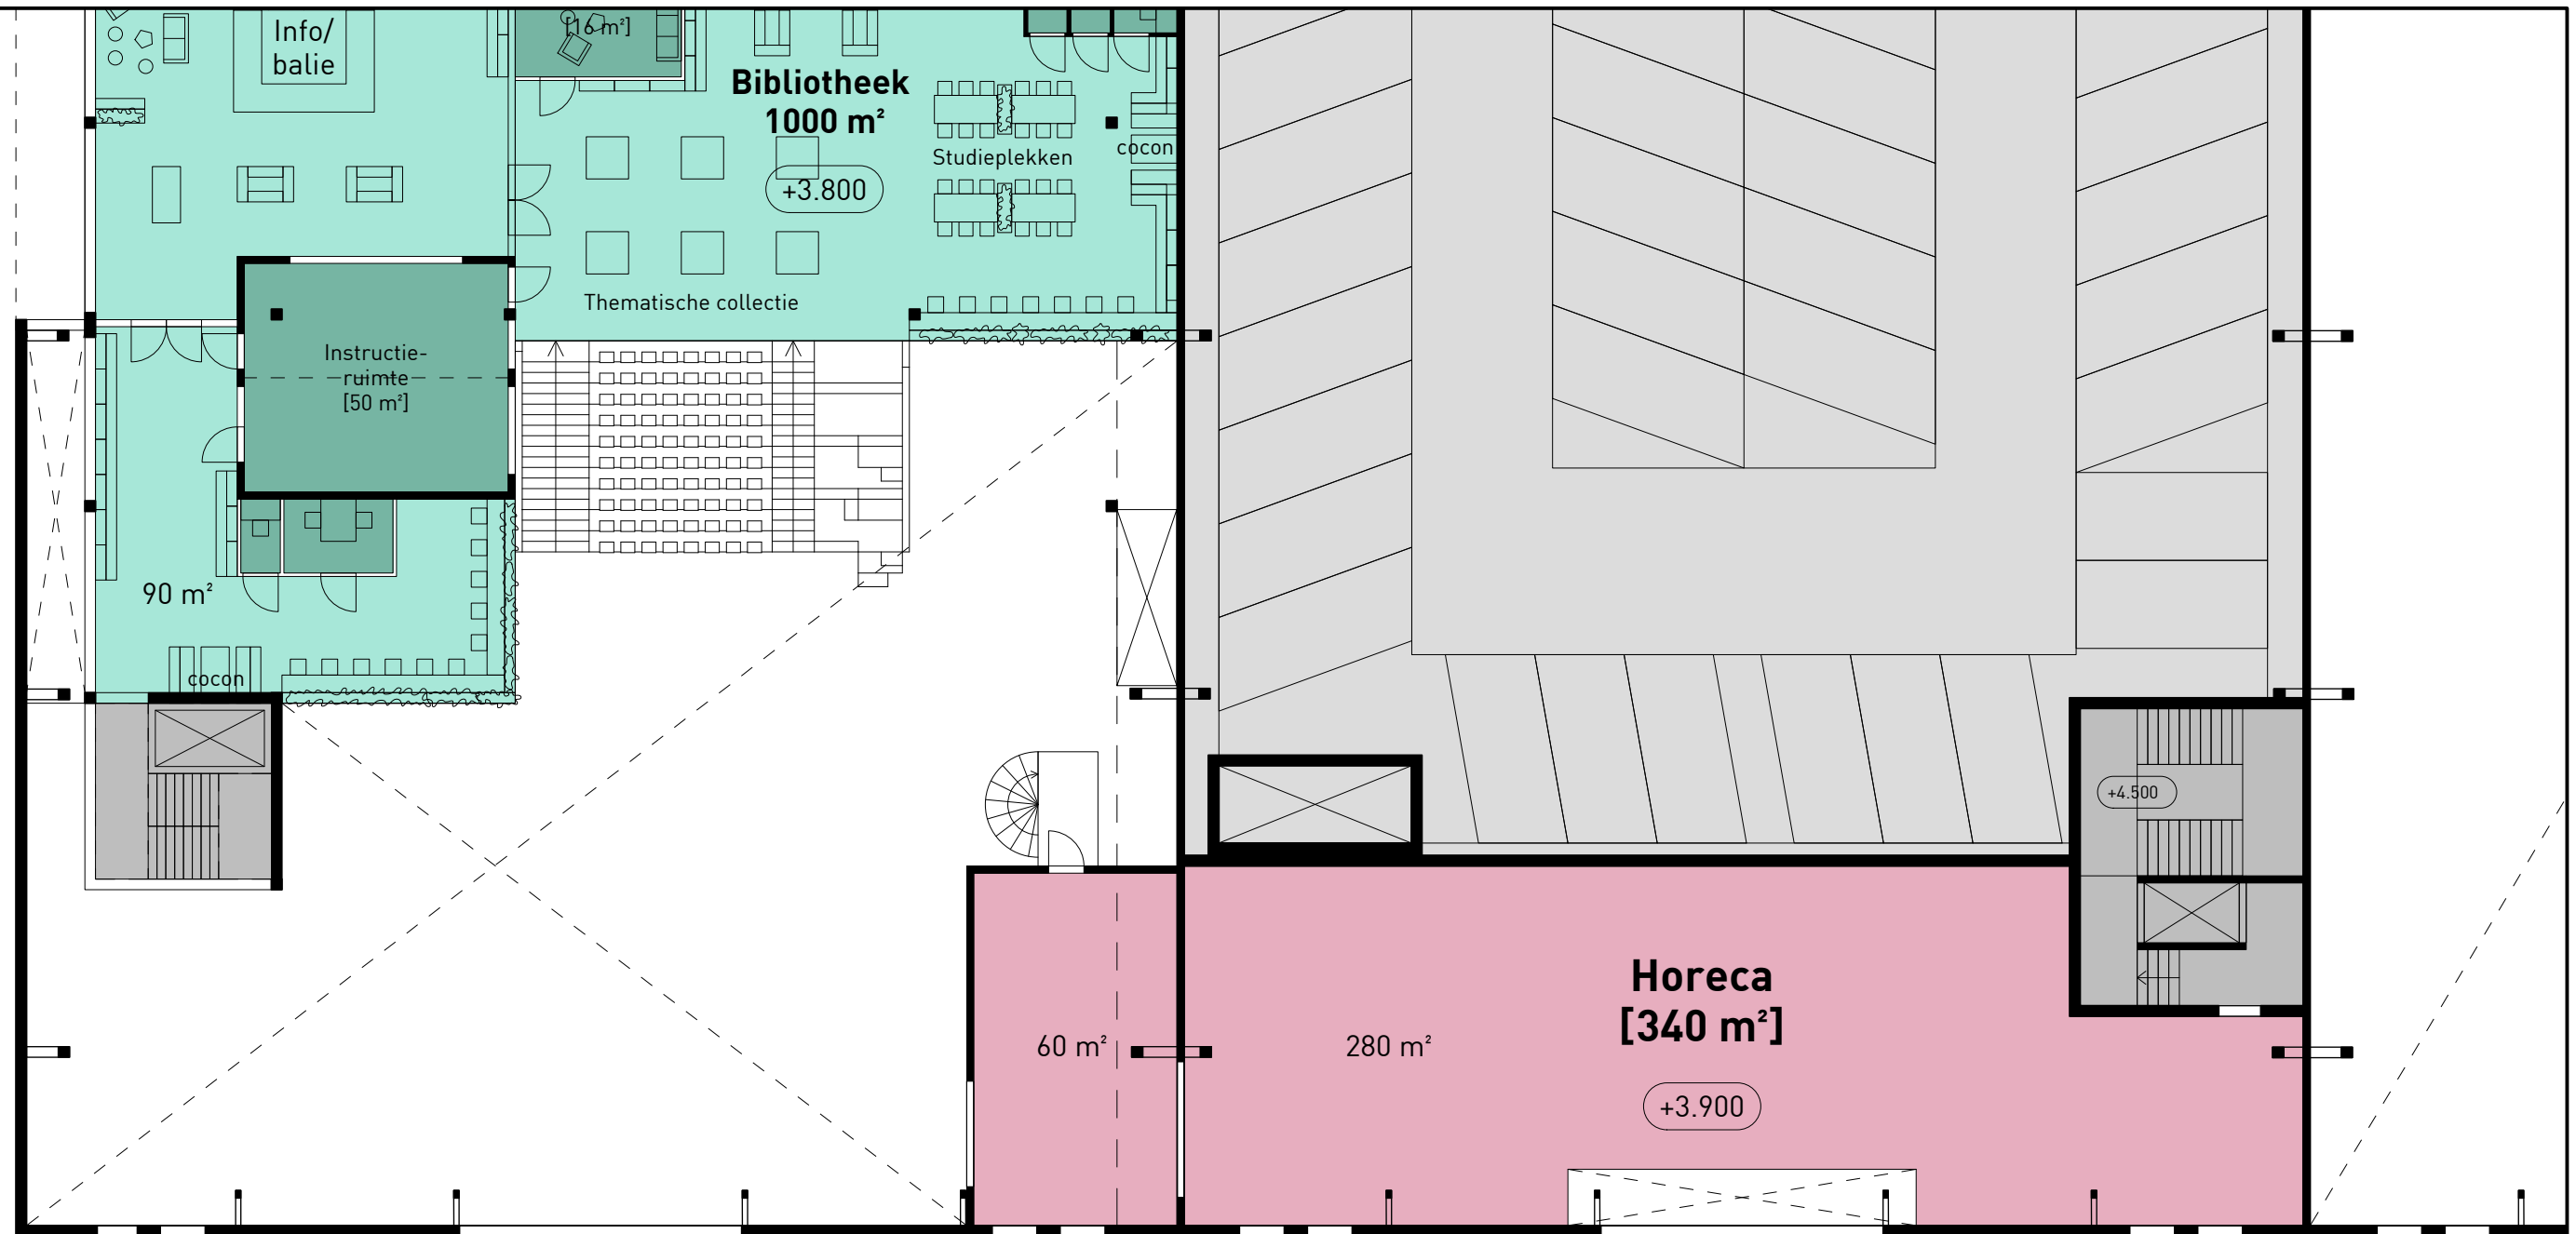 Info/
balie
[16 m²]
Bibliotheek
1000 m²
+3.800
Studieplekken
cocon
Thematische collectie
Instructie-
ruimte
[50 m²]
90 m²
cocon
+4.500
Horeca
[340 m²]
60 m²
280 m²
+3.900